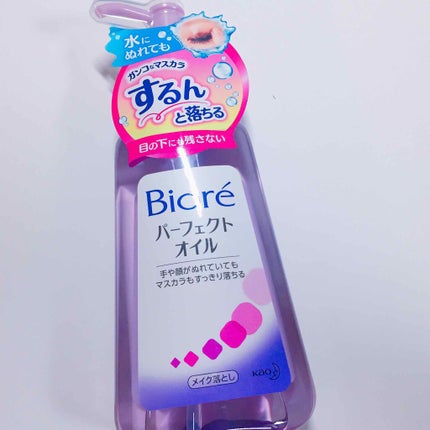 水に
ぬれても
ガンコなマスカラ
するん
と落ちる
目の下にも残さない
Bioré
パーフェクト
オイル
手や顔がぬれていても
マスカラもすっきり落ちる
メイク落とし
Kao